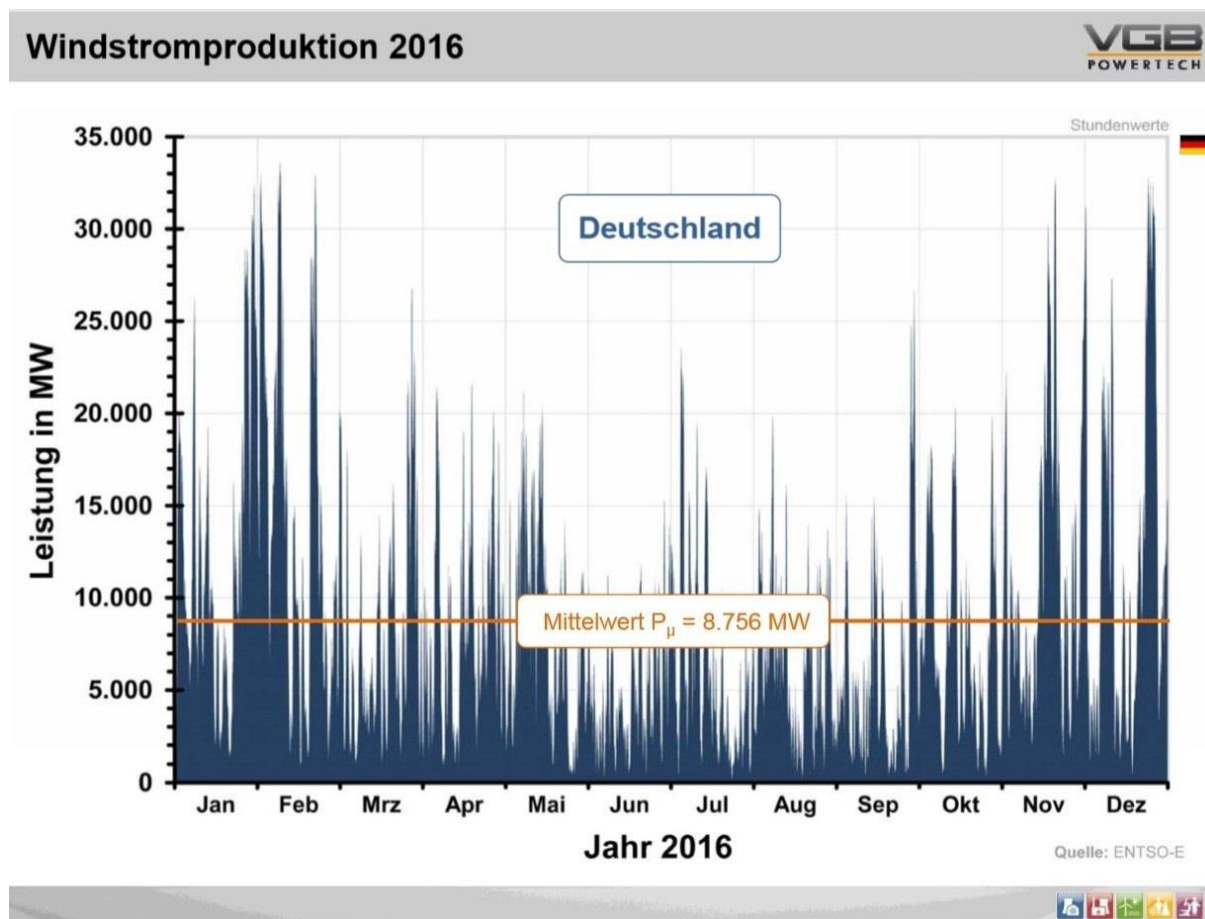 Windstromproduktion 2016
VGB
POWERTECH
Stundenwerte
35.000
30.000
25.000
20.000
15.000
10.000
5.000
0
Leistung in MW
Deutschland
Mittelwert Pμ = 8.756 MW
Jan Feb Mrz Apr Mai Jun Jul Aug Sep Okt Nov Dez
Jahr 2016
Quelle: ENTSO-E